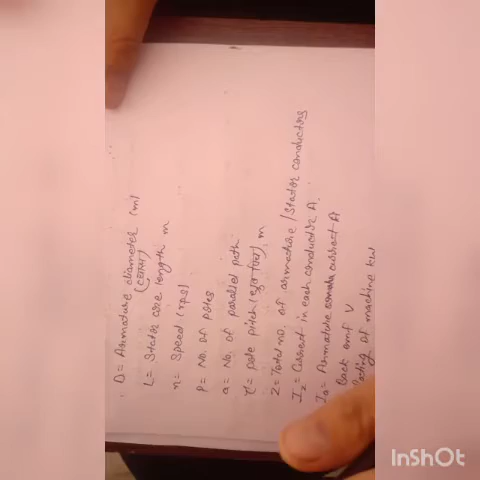 D = Armature diameter (m)
(व्यास)
L = Stator core length m
n = Speed (rps)
P = No. of poles
a = No. of parallel path
τ = pole pitch (ध्रुव पिच), m
Z = Total no. of armature / Stator conductors
Iz = Current in each conductor A
Ia = Armature current A
Back emf V
Rating of machine kW
InShOt